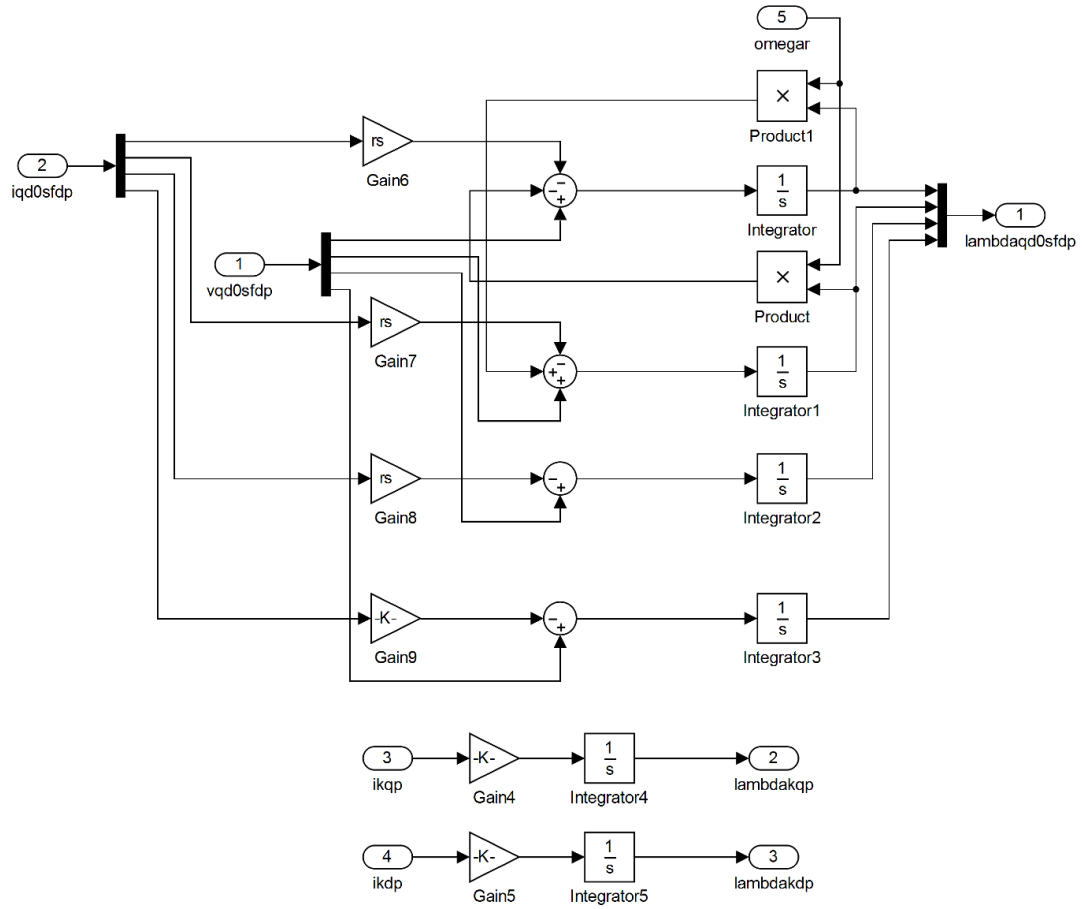 5
omegar
×
Product1
2
iqd0sfdp
rs
Gain6
−
−
+
1
s
Integrator
1
lambdaqd0sfdp
1
vqd0sfdp
×
Product
rs
Gain7
−
+
+
1
s
Integrator1
rs
Gain8
−
+
1
s
Integrator2
-K-
Gain9
−
+
1
s
Integrator3
3
ikqp
-K-
Gain4
1
s
Integrator4
2
lambdakqp
4
ikdp
-K-
Gain5
1
s
Integrator5
3
lambdakdp